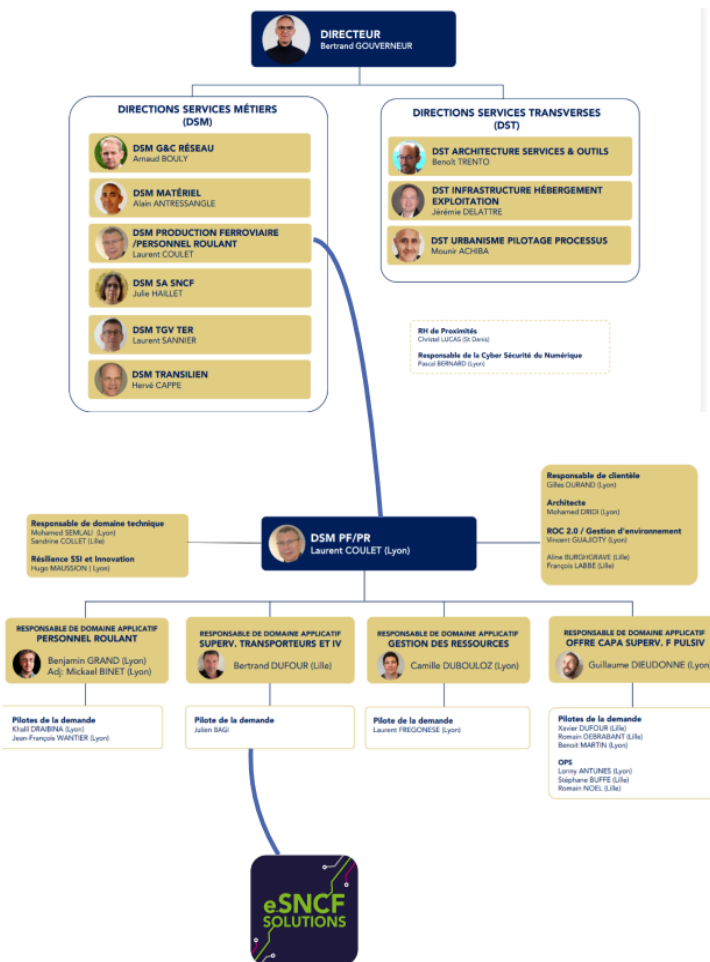 DIRECTEUR
Bertrand GOUVERNEUR
DIRECTIONS SERVICES MÉTIERS
(DSM)
DSM G&C RÉSEAU
Arnaud BOULY
DSM MATÉRIEL
Alain ANTRESSANGLE
DSM PRODUCTION FERROVIAIRE
/PERSONNEL ROULANT
Laurent COULET
DSM SA SNCF
Julie HAILLET
DSM TGV TER
Laurent SANNIER
DSM TRANSILIEN
Hervé CAPPE
DIRECTIONS SERVICES TRANSVERSES
(DST)
DST ARCHITECTURE SERVICES & OUTILS
Benoît TRENTO
DST INFRASTRUCTURE HÉBERGEMENT
EXPLOITATION
Jérémie DELATTRE
DST URBANISME PILOTAGE PROCESSUS
Mounir ACHIBA
RH de Proximités
Christel LUCAS (St Denis)
Responsable de la Cyber Sécurité du Numérique
Pascal BERNARD (Lyon)
Responsable de domaine technique
Mohamed SEMLALI (Lyon)
Sandrine COLLET (Lille)
Résilience SSI et Innovation
Hugo MAUSSION | Lyon)
DSM PF/PR
Laurent COULET (Lyon)
Responsable de clientèle
Gilles DURAND (Lyon)
Architecte
Mohamed DRIDI (Lyon)
ROC 2.0 / Gestion d'environnement
Vincent GUAJIOTY (Lyon)
Aline BURGHGRAVE (Lille)
François LABBÉ (Lille)
RESPONSABLE DE DOMAINE APPLICATIF
PERSONNEL ROULANT
Benjamin GRAND (Lyon)
Adj: Mickael BINET (Lyon)
Pilotes de la demande
Khalil DRAIBINA (Lyon)
Jean-François WANTIER (Lyon)
RESPONSABLE DE DOMAINE APPLICATIF
SUPERV. TRANSPORTEURS ET IV
Bertrand DUFOUR (Lille)
Pilote de la demande
Julien BAGI
RESPONSABLE DE DOMAINE APPLICATIF
GESTION DES RESSOURCES
Camille DUBOULOZ (Lyon)
Pilote de la demande
Laurent FREGONESE (Lyon)
RESPONSABLE DE DOMAINE APPLICATIF
OFFRE CAPA SUPERV. F PULSIV
Guillaume DIEUDONNE (Lyon)
Pilotes de la demande
Xavier DUFOUR (Lille)
Romain DEBRABANT (Lille)
Benoit MARTIN (Lyon)
OPS
Lonny ANTUNES (Lyon)
Stéphane BUFFE (Lille)
Romain NOEL (Lille)
eSNCF
SOLUTIONS